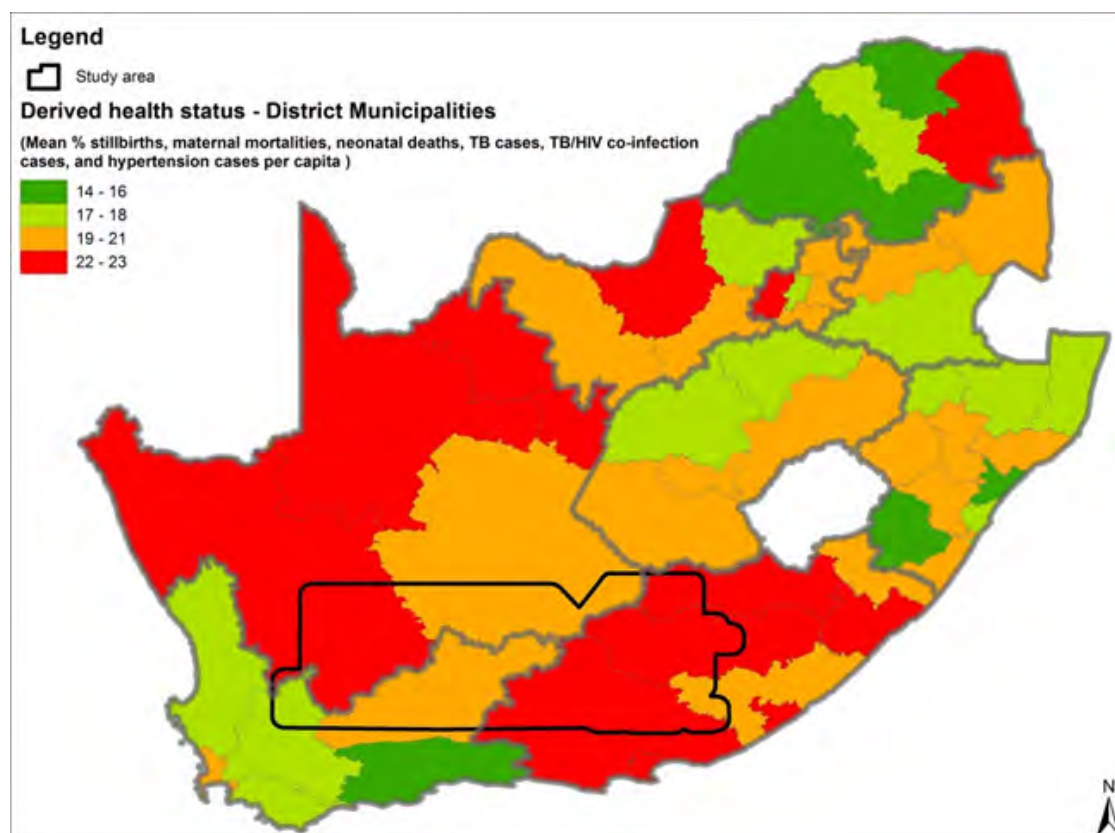 Legend
Study area
Derived health status - District Municipalities
(Mean % stillbirths, maternal mortalities, neonatal deaths, TB cases, TB/HIV co-infection
cases, and hypertension cases per capita )
14 - 16
17 - 18
19 - 21
22 - 23
N